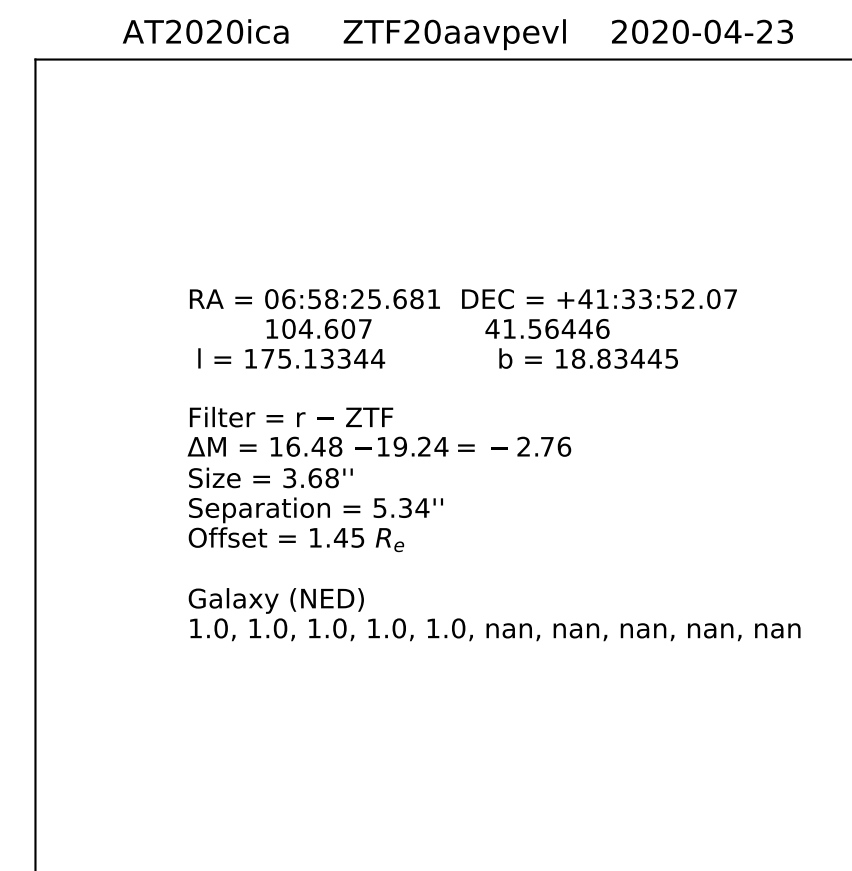 AT2020ica ZTF20aavpevl 2020-04-23
RA = 06:58:25.681 DEC = +41:33:52.07
104.607 41.56446
l = 175.13344 b = 18.83445
Filter = r − ZTF
ΔM = 16.48 −19.24 = −2.76
Size = 3.68''
Separation = 5.34''
Offset = 1.45 Re
Galaxy (NED)
1.0, 1.0, 1.0, 1.0, 1.0, nan, nan, nan, nan, nan